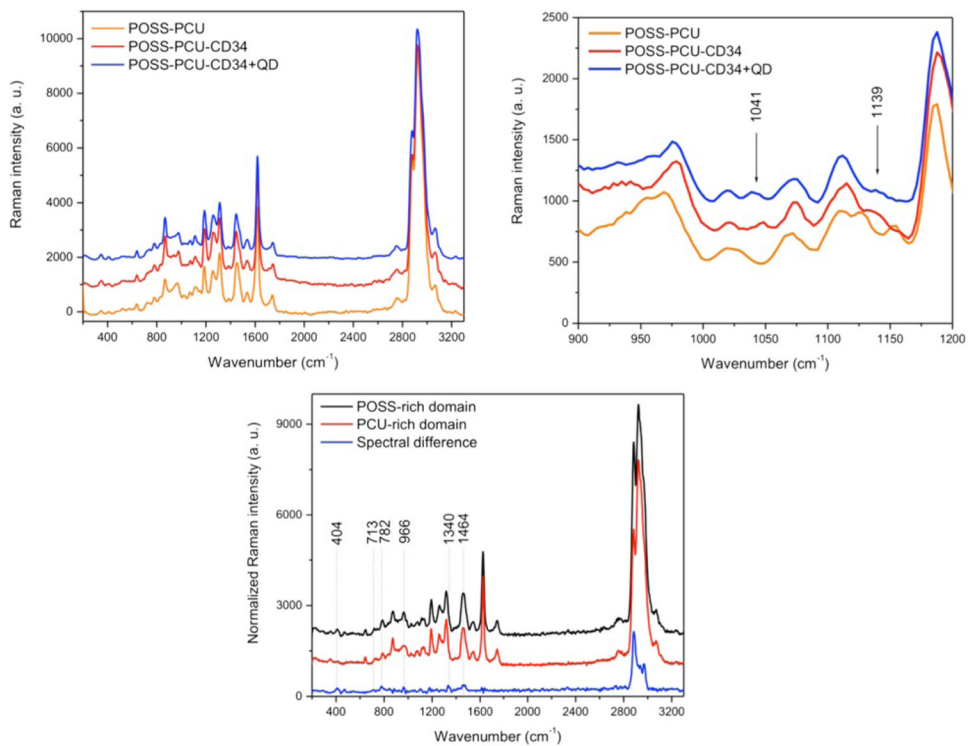 POSS-PCU
POSS-PCU-CD34
POSS-PCU-CD34+QD
Raman intensity (a. u.)
10000
8000
6000
4000
2000
0
400 800 1200 1600 2000 2400 2800 3200
Wavenumber (cm-1)
POSS-PCU
POSS-PCU-CD34
POSS-PCU-CD34+QD
1041
1139
Raman intensity (a. u.)
2500
2000
1500
1000
500
0
900 950 1000 1050 1100 1150 1200
Wavenumber (cm-1)
POSS-rich domain
PCU-rich domain
Spectral difference
404
713
782
966
1340
1464
Normalized Raman intensity (a. u.)
9000
6000
3000
0
400 800 1200 1600 2000 2400 2800 3200
Wavenumber (cm-1)